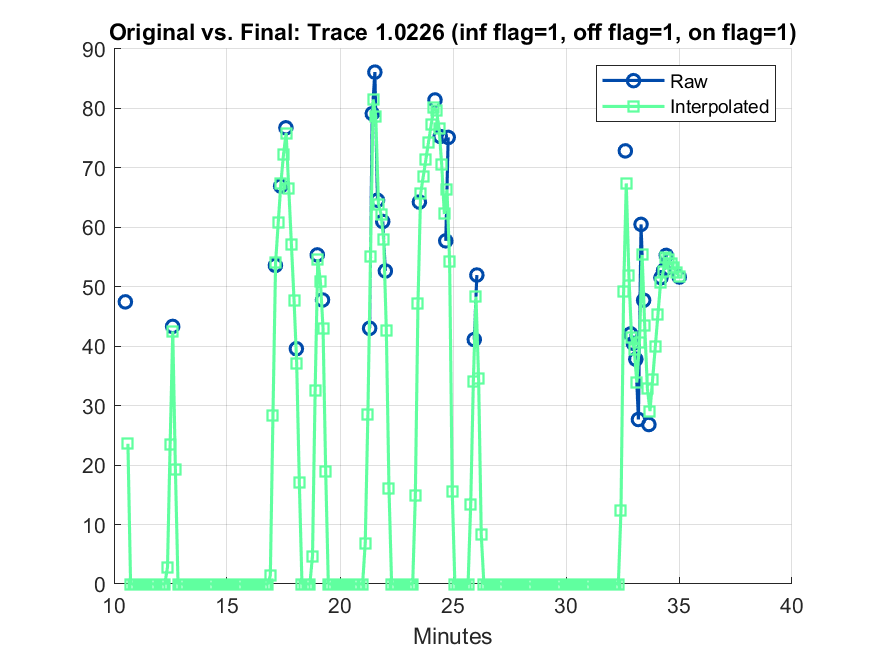 Original vs. Final: Trace 1.0226 (inf flag=1, off flag=1, on flag=1)
90
80
70
60
50
40
30
20
10
0
Raw
Interpolated
10 15 20 25 30 35 40
Minutes